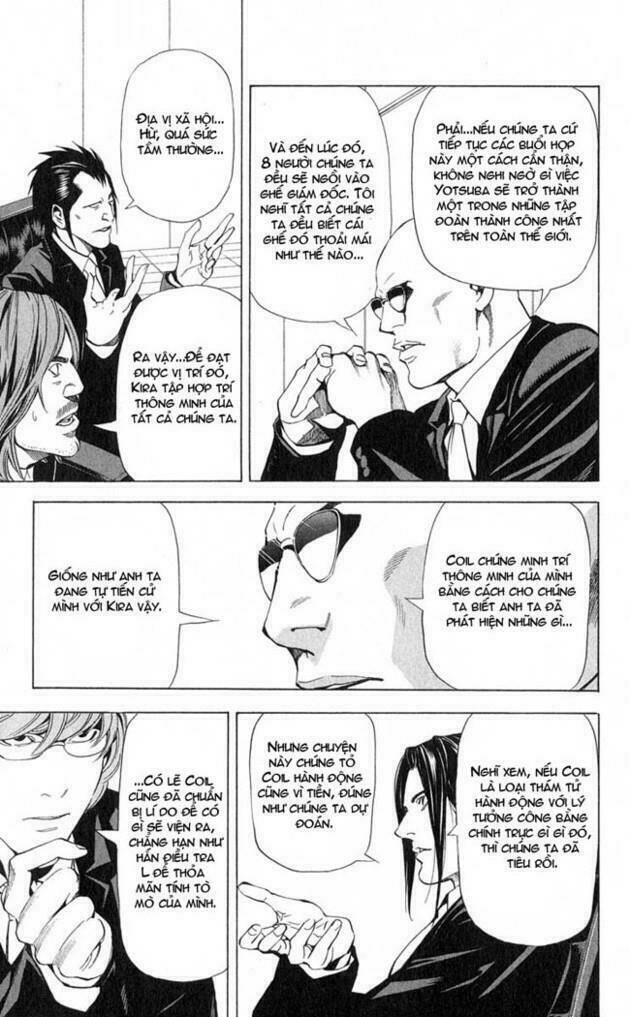 PHẢI...NẾU CHÚNG TA CỨ
TIẾP TỤC CÁC BUỔI HỌP
NÀY MỘT CÁCH CẨN THẬN,
KHÔNG NGHI NGỜ GÌ VIỆC
YOTSUBA SẼ TRỞ THÀNH
MỘT TRONG NHỮNG TẬP
ĐOÀN THÀNH CÔNG NHẤT
TRÊN TOÀN THẾ GIỚI.
VÀ ĐẾN LÚC ĐÓ,
8 NGƯỜI CHÚNG TA
ĐỀU SẼ NGỒI VÀO
GHẾ GIÁM ĐỐC. TÔI
NGHĨ TẤT CẢ CHÚNG
TA ĐỀU BIẾT CÁI
GHẾ ĐÓ THOẢI MÁI
NHƯ THẾ NÀO...
ĐỊA VỊ XÃ HỘI...
HỪ, QUÁ SỨC
TẦM THƯỜNG...
RA VẬY...ĐỂ ĐẠT
ĐƯỢC VỊ TRÍ ĐÓ,
KIRA TẬP HỢP TRÍ
THÔNG MINH CỦA
TẤT CẢ CHÚNG TA.
COIL CHÚNG MINH TRÍ
THÔNG MINH CỦA MÌNH
BẰNG CÁCH CHO CHÚNG
TA BIẾT ANH TA ĐÃ
PHÁT HIỆN NHỮNG GÌ...
GIỐNG NHƯ ANH TA
ĐANG TỰ TIẾN CỬ
MÌNH VỚI KIRA VẬY.
NGHĨ XEM, NẾU COIL
LÀ LOẠI THÁM TỬ
HÀNH ĐỘNG VỚI LÝ
TƯỞNG CÔNG BẰNG
CHÍNH TRỰC GÌ GÌ ĐÓ,
THÌ CHÚNG TA ĐÃ
TIÊU RỒI.
NHƯNG CHUYỆN
NÀY CHÚNG TỎ
COIL HÀNH ĐỘNG
CŨNG VÌ TIỀN, ĐÚNG
NHƯ CHÚNG TA DỰ
ĐOÁN.
...CÓ LẼ COIL
CŨNG ĐÃ CHUẨN
BỊ LÍ DO ĐỂ CÓ
GÌ SẼ VIỆN RA,
CHẲNG HẠN NHƯ
HẮN ĐIỀU TRA
L ĐỂ THỎA
MÃN TÍNH TÒ
MÒ CỦA MÌNH.